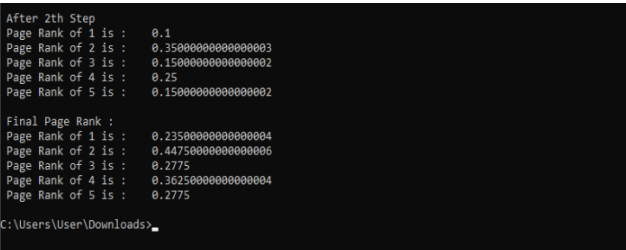 After 2th Step
Page Rank of 1 is :    0.1
Page Rank of 2 is :    0.35000000000000003
Page Rank of 3 is :    0.15000000000000002
Page Rank of 4 is :    0.25
Page Rank of 5 is :    0.15000000000000002
Final Page Rank :
Page Rank of 1 is :    0.23500000000000004
Page Rank of 2 is :    0.44750000000000006
Page Rank of 3 is :    0.2775
Page Rank of 4 is :    0.36250000000000004
Page Rank of 5 is :    0.2775
C:\Users\User\Downloads>